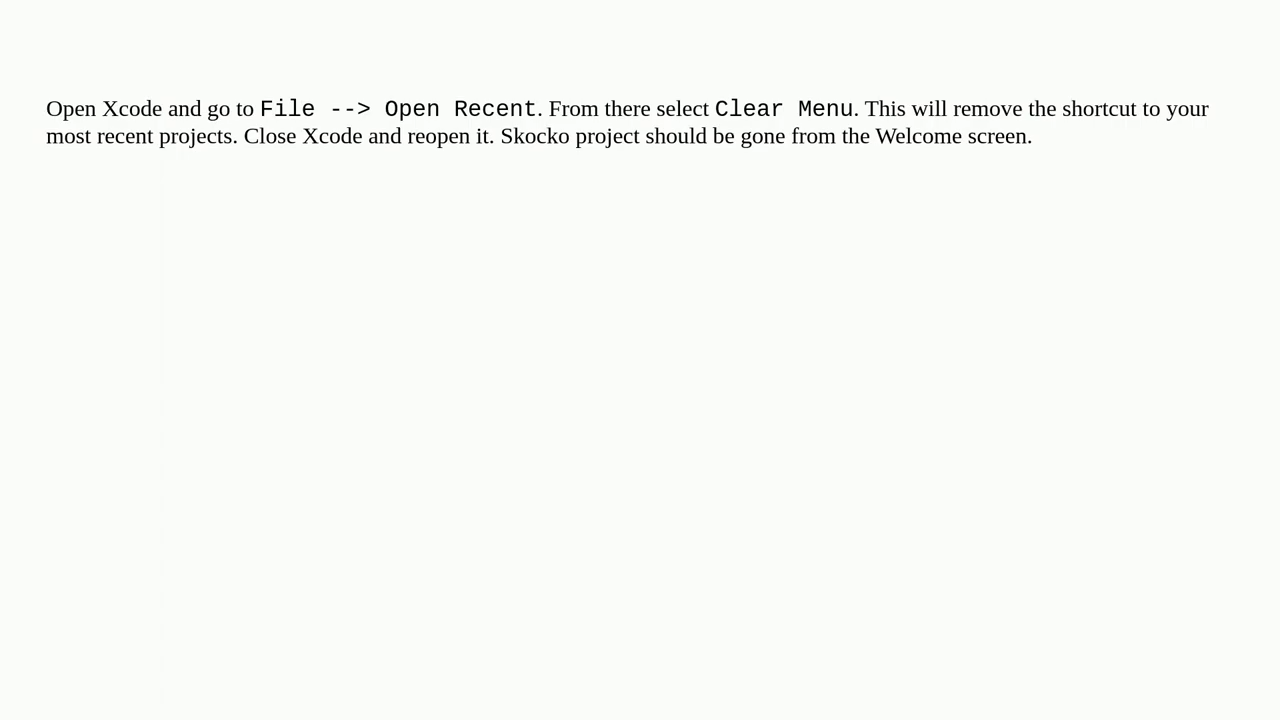 Open Xcode and go to File --> Open Recent. From there select Clear Menu. This will remove the shortcut to your
most recent projects. Close Xcode and reopen it. Skocko project should be gone from the Welcome screen.